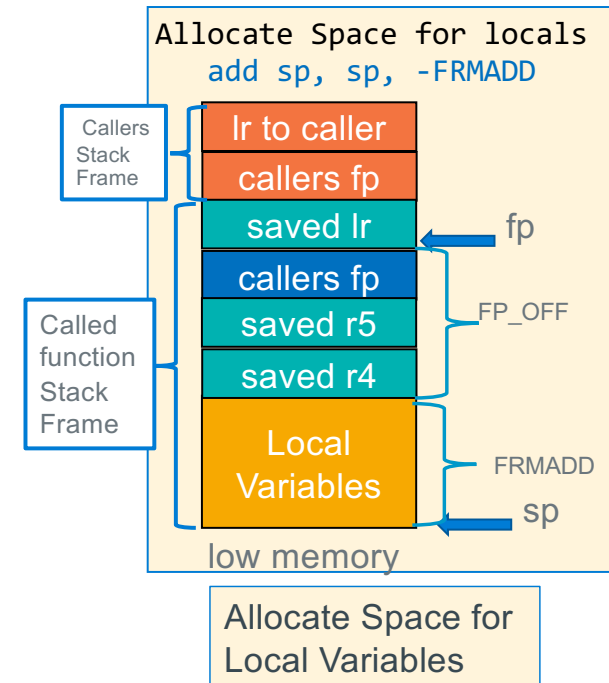 Allocate Space for locals
add sp, sp, -FRMADD
Callers
Stack
Frame
lr to caller
callers fp
saved lr
fp
callers fp
FP_OFF
saved r5
saved r4
Called
function
Stack
Frame
Local
Variables
FRMADD
sp
low memory
Allocate Space for
Local Variables